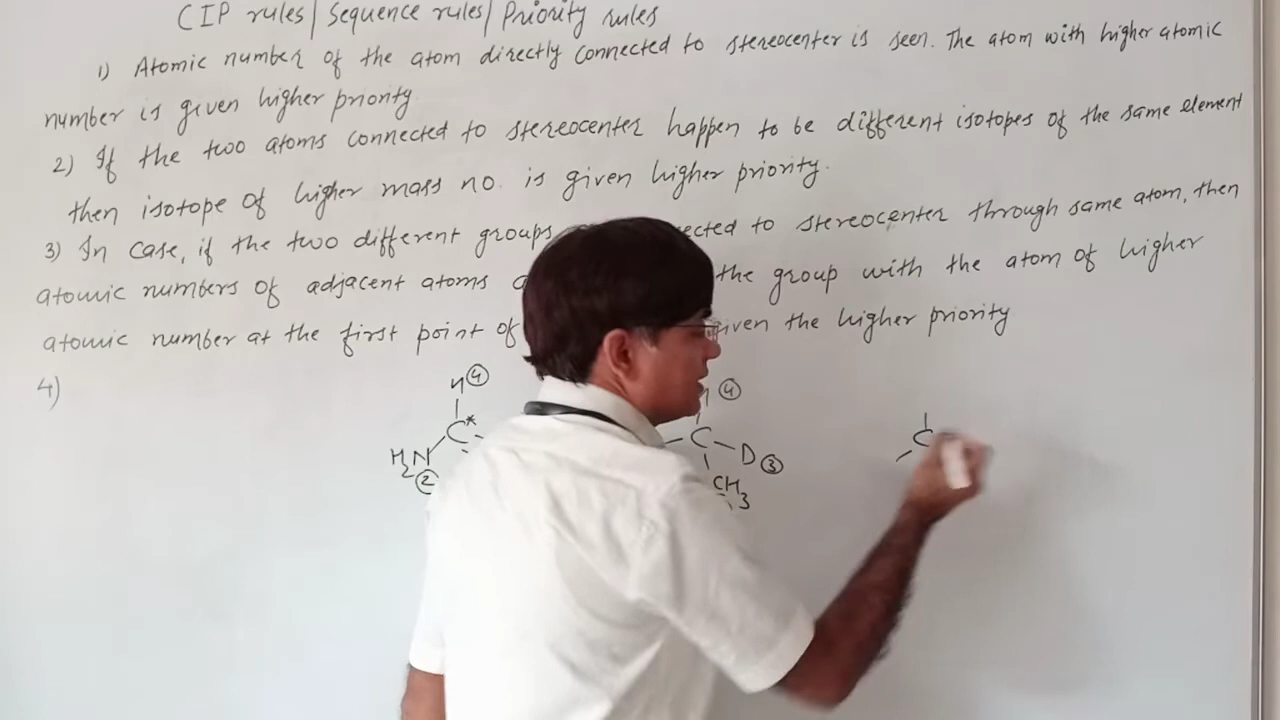 CIP rules/ Sequence rules/ Priority rules
1) Atomic number of the atom directly connected to stereocenter is seen. The atom with higher atomic
number is given higher priority.
2) If the two atoms connected to stereocenter happen to be different isotopes of the same element
then isotope of higher mass no. is given higher priority.
3) In case, if the two different groups ected to stereocenter through same atom, then
atomic numbers of adjacent atoms the group with the atom of higher
atomic number at the first point of given the higher priority
4)
H ④
C*
H₂N
②
H ④
C D ③
CH₃
C